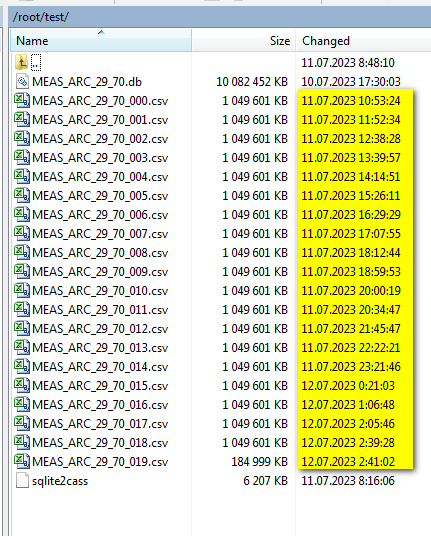 /root/test/
Name Size Changed
.. 11.07.2023 8:48:10
MEAS_ARC_29_70.db 10 082 452 KB 10.07.2023 17:30:03
MEAS_ARC_29_70_000.csv 1 049 601 KB 11.07.2023 10:53:24
MEAS_ARC_29_70_001.csv 1 049 601 KB 11.07.2023 11:52:34
MEAS_ARC_29_70_002.csv 1 049 601 KB 11.07.2023 12:38:28
MEAS_ARC_29_70_003.csv 1 049 601 KB 11.07.2023 13:39:57
MEAS_ARC_29_70_004.csv 1 049 601 KB 11.07.2023 14:14:51
MEAS_ARC_29_70_005.csv 1 049 601 KB 11.07.2023 15:26:11
MEAS_ARC_29_70_006.csv 1 049 601 KB 11.07.2023 16:29:29
MEAS_ARC_29_70_007.csv 1 049 601 KB 11.07.2023 17:07:55
MEAS_ARC_29_70_008.csv 1 049 601 KB 11.07.2023 18:12:44
MEAS_ARC_29_70_009.csv 1 049 601 KB 11.07.2023 18:59:53
MEAS_ARC_29_70_010.csv 1 049 601 KB 11.07.2023 20:00:19
MEAS_ARC_29_70_011.csv 1 049 601 KB 11.07.2023 20:34:47
MEAS_ARC_29_70_012.csv 1 049 601 KB 11.07.2023 21:45:47
MEAS_ARC_29_70_013.csv 1 049 601 KB 11.07.2023 22:22:21
MEAS_ARC_29_70_014.csv 1 049 601 KB 11.07.2023 23:21:46
MEAS_ARC_29_70_015.csv 1 049 601 KB 12.07.2023 0:21:03
MEAS_ARC_29_70_016.csv 1 049 601 KB 12.07.2023 1:06:48
MEAS_ARC_29_70_017.csv 1 049 601 KB 12.07.2023 2:05:46
MEAS_ARC_29_70_018.csv 1 049 601 KB 12.07.2023 2:39:28
MEAS_ARC_29_70_019.csv 184 999 KB 12.07.2023 2:41:02
sqlite2cass 6 207 KB 11.07.2023 8:16:06